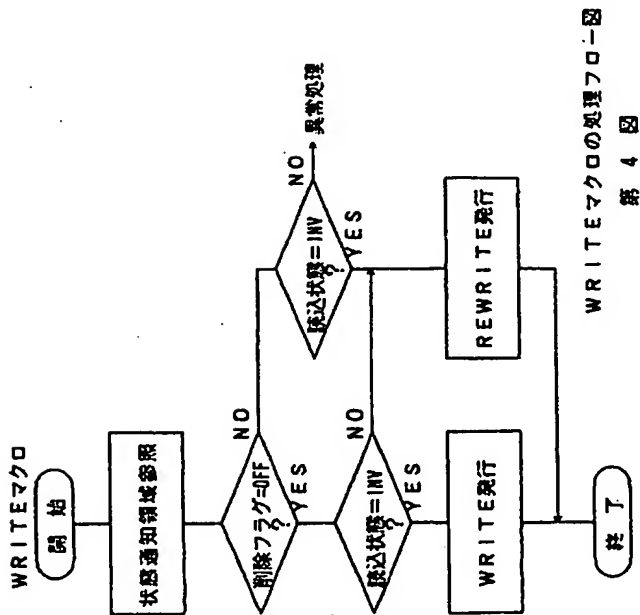 WRITEマクロ
開始
状態通知領域参照
削除フラグ=OFF
?
NO
YES
読込状態=INV
?
NO
異常処理
YES
読込状態=INV
?
NO
YES
WRITE発行
REWRITE発行
終了
WRITEマクロの処理フロー図
第 4 図